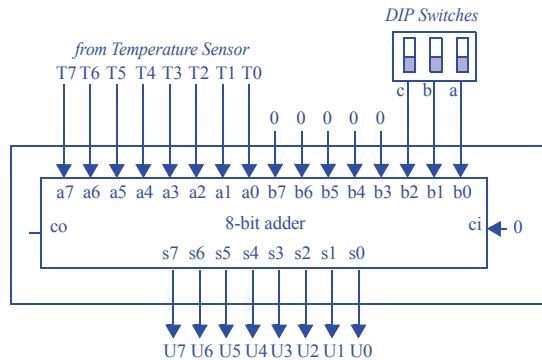 DIP Switches
from Temperature Sensor
T7 T6 T5 T4 T3 T2 T1 T0
c b a
0 0 0 0 0
a7 a6 a5 a4 a3 a2 a1 a0 b7 b6 b5 b4 b3 b2 b1 b0
co 8-bit adder ci 0
s7 s6 s5 s4 s3 s2 s1 s0
U7 U6 U5 U4 U3 U2 U1 U0